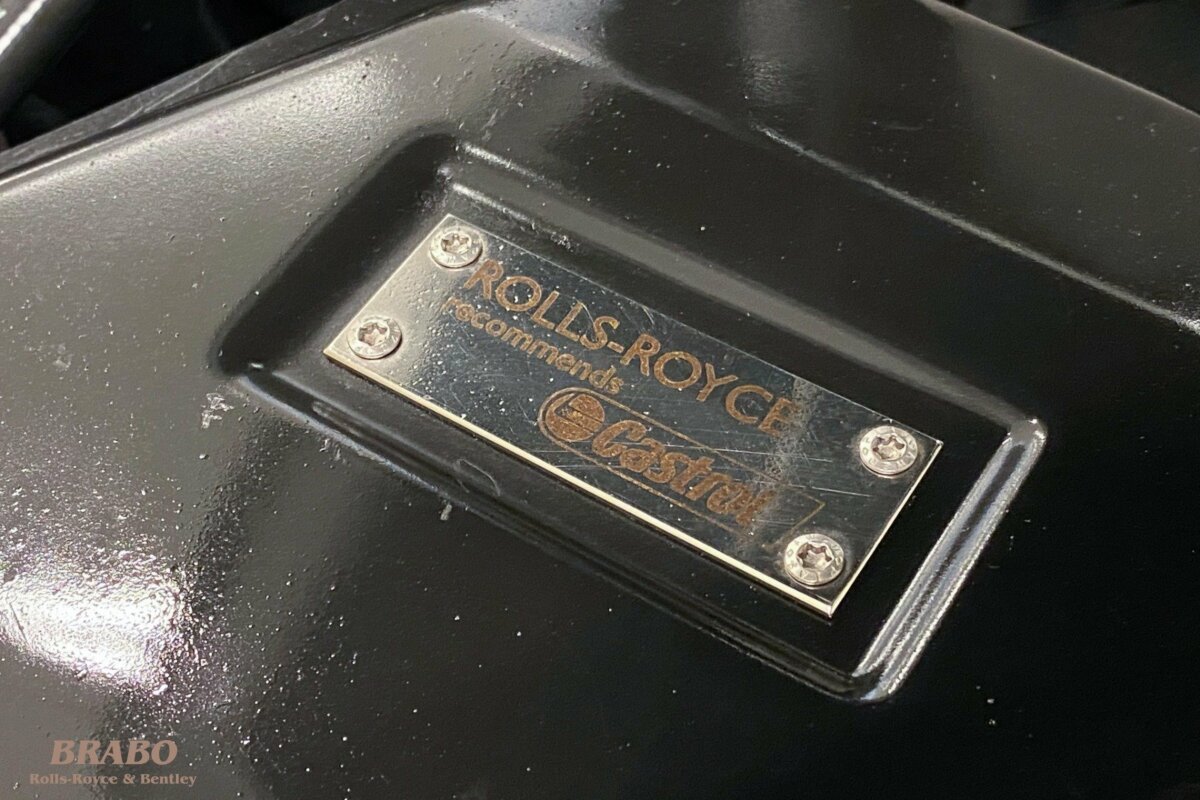 ROLLS-ROYCE
recommends
Castrol
BRABO
Rolls-Royce & Bentley